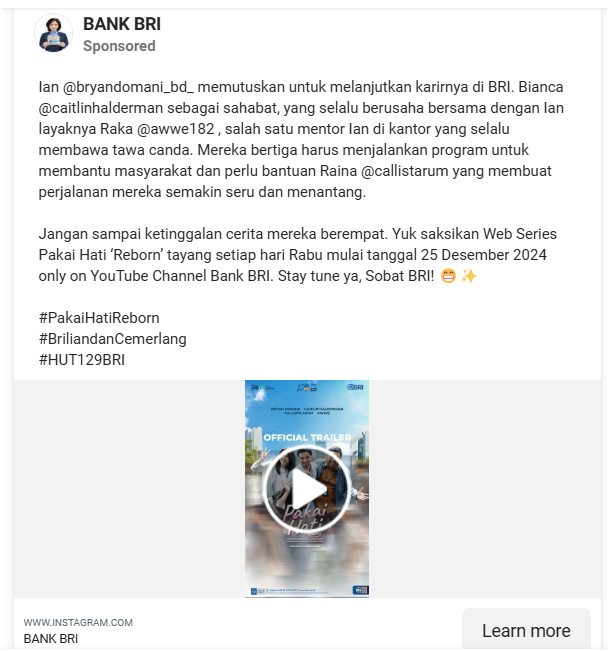 BANK BRI
Sponsored
Ian @bryandomani_bd_ memutuskan untuk melanjutkan karirnya di BRI. Bianca
@caitlinhalderman sebagai sahabat, yang selalu berusaha bersama dengan Ian
layaknya Raka @awwe182 , salah satu mentor Ian di kantor yang selalu
membawa tawa canda. Mereka bertiga harus menjalankan program untuk
membantu masyarakat dan perlu bantuan Raina @callistarum yang membuat
perjalanan mereka semakin seru dan menantang.
Jangan sampai ketinggalan cerita mereka berempat. Yuk saksikan Web Series
Pakai Hati ‘Reborn’ tayang setiap hari Rabu mulai tanggal 25 Desember 2024
only on YouTube Channel Bank BRI. Stay tune ya, Sobat BRI! 😁 ✨
#PakaiHatiReborn
#BriliandanCemerlang
#HUT129BRI
BRI
OFFICIAL TRAILER
Pakai
Hati
WWW.INSTAGRAM.COM
BANK BRI
Learn more